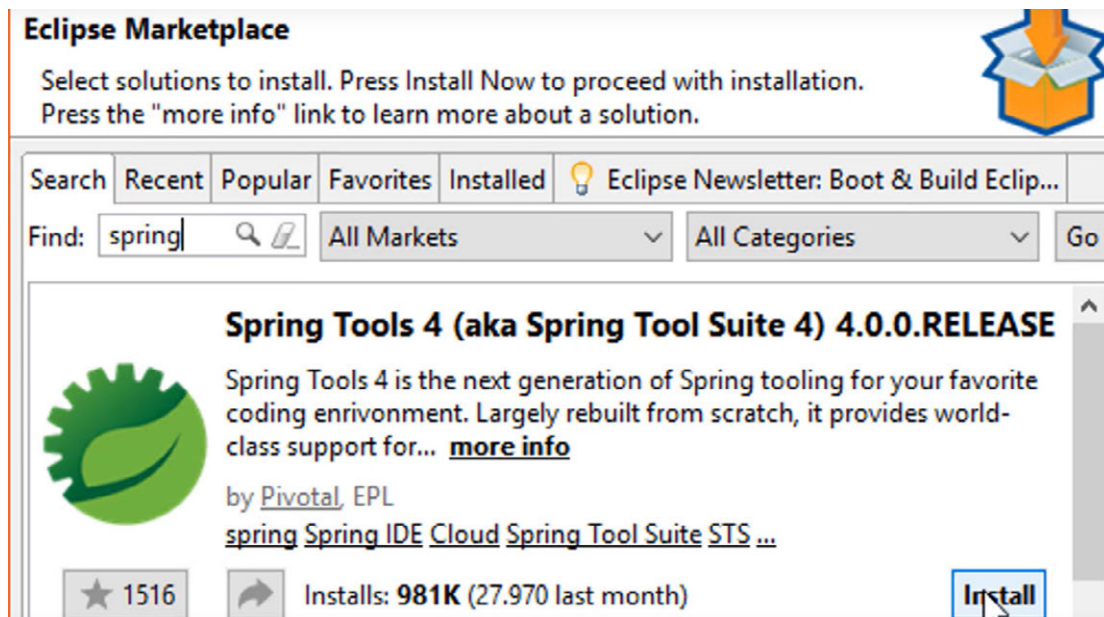 Eclipse Marketplace
Select solutions to install. Press Install Now to proceed with installation.
Press the "more info" link to learn more about a solution.
Search Recent Popular Favorites Installed Eclipse Newsletter: Boot & Build Eclip...
Find: spring All Markets All Categories Go
Spring Tools 4 (aka Spring Tool Suite 4) 4.0.0.RELEASE
Spring Tools 4 is the next generation of Spring tooling for your favorite
coding enrivonment. Largely rebuilt from scratch, it provides world-
class support for... more info
by Pivotal, EPL
spring Spring IDE Cloud Spring Tool Suite STS ...
1516 Installs: 981K (27.970 last month) Install